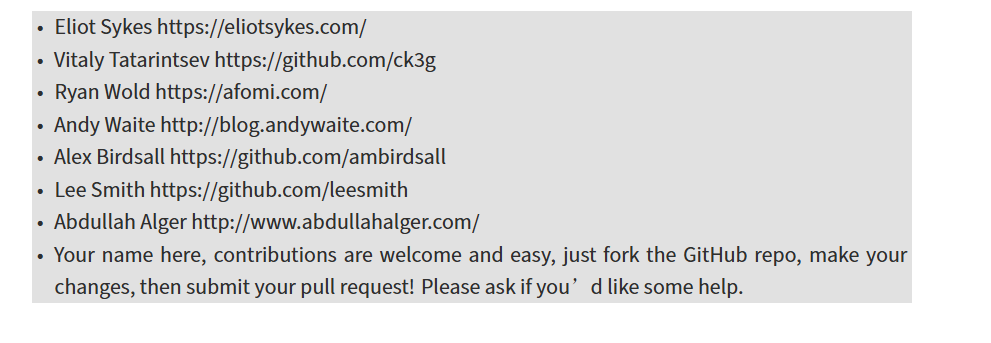 • Eliot Sykes https://eliotsykes.com/
• Vitaly Tatarintsev https://github.com/ck3g
• Ryan Wold https://afomi.com/
• Andy Waite http://blog.andywaite.com/
• Alex Birdsall https://github.com/ambirdsall
• Lee Smith https://github.com/leesmith
• Abdullah Alger http://www.abdullahalger.com/
• Your name here, contributions are welcome and easy, just fork the GitHub repo, make your
changes, then submit your pull request! Please ask if you’d like some help.